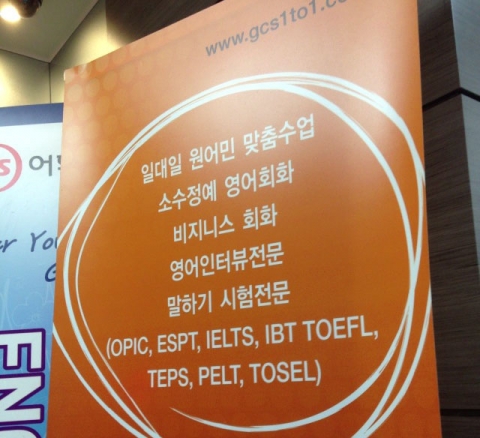 www.gcs1to1.co
일대일 원어민 맞춤수업
소수정예 영어회화
비지니스 회화
영어인터뷰전문
말하기 시험전문
(OPIC, ESPT, IELTS, IBT TOEFL,
TEPS, PELT, TOSEL)